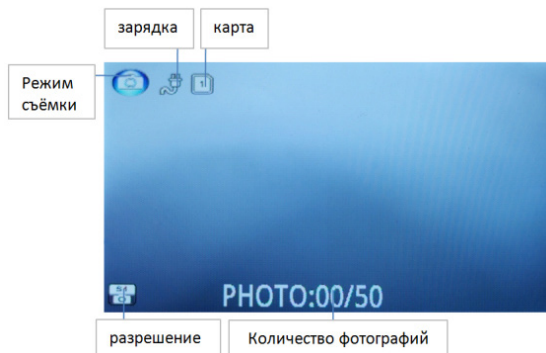 зарядка
карта
Режим
съёмки
PHOTO:00/50
разрешение
Количество фотографий